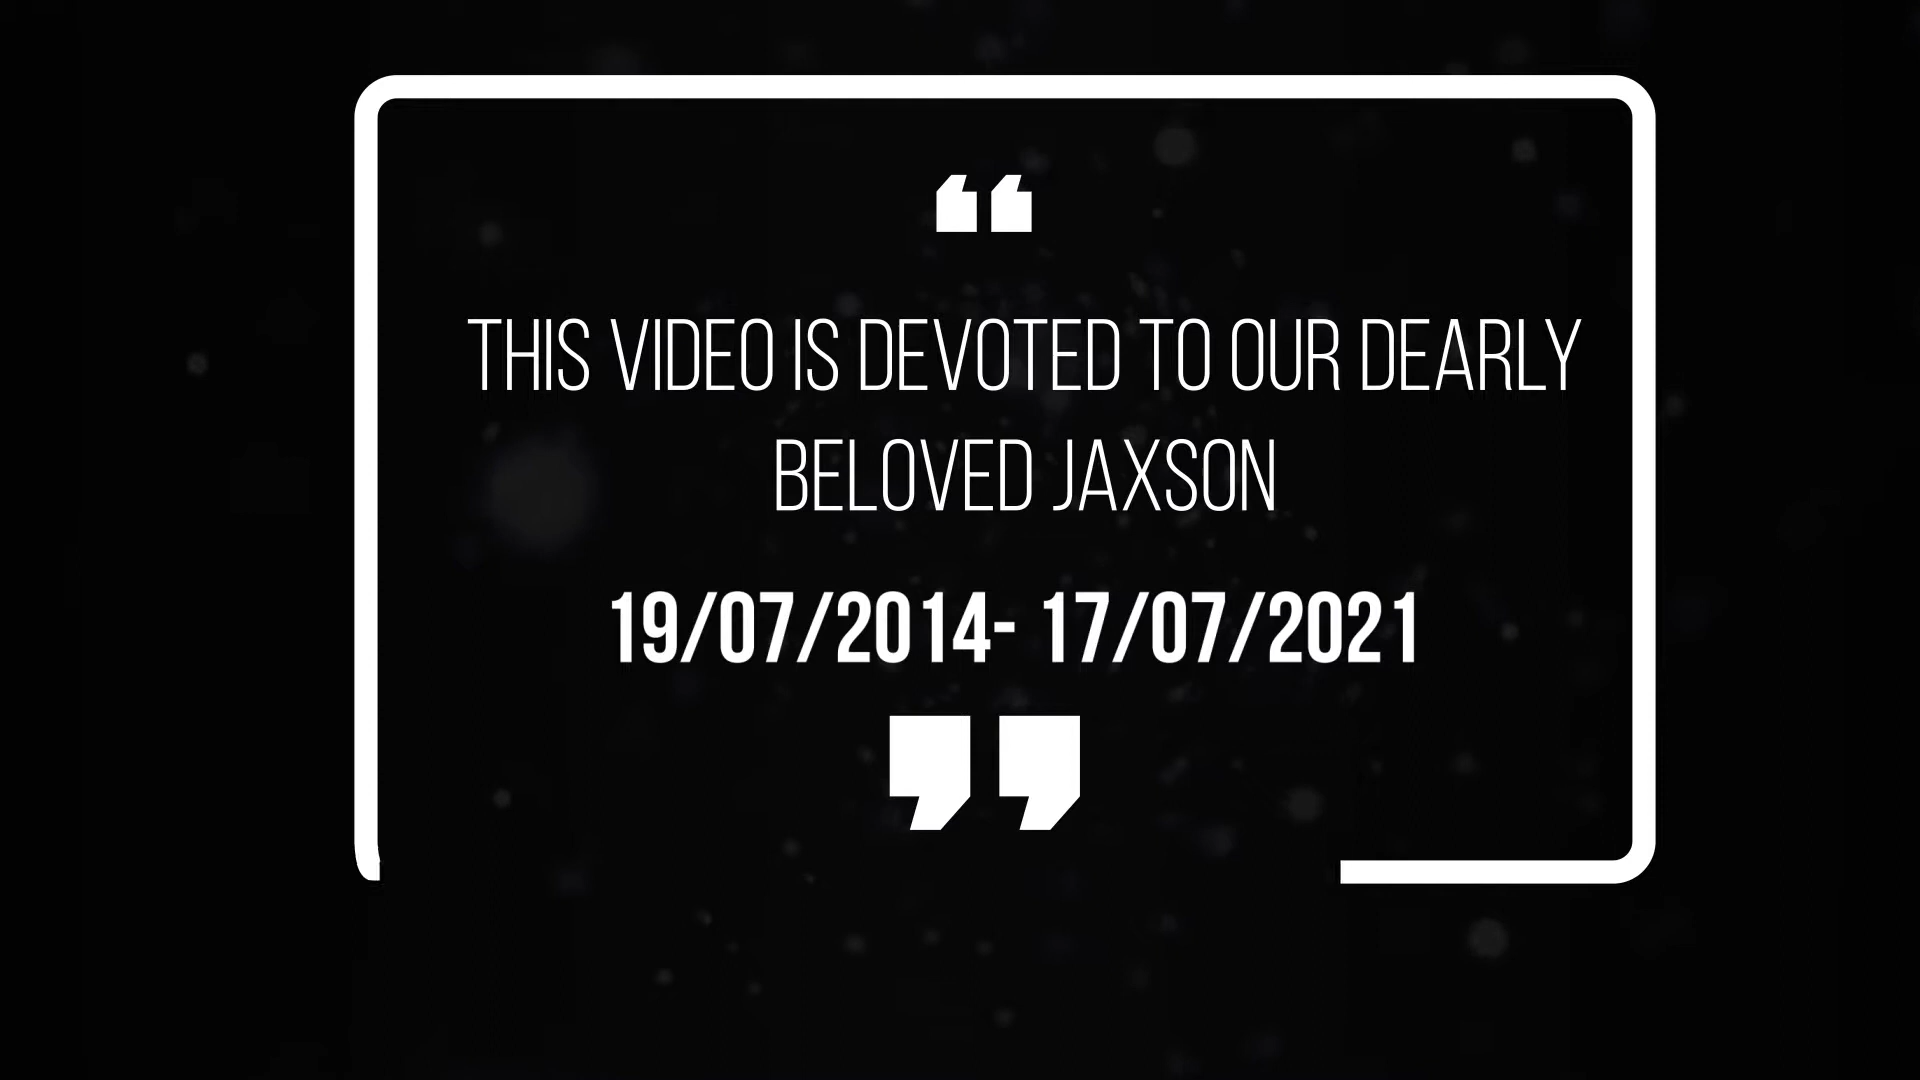 “
THIS VIDEO IS DEVOTED TO OUR DEARLY
BELOVED JAXSON
19/07/2014- 17/07/2021
”